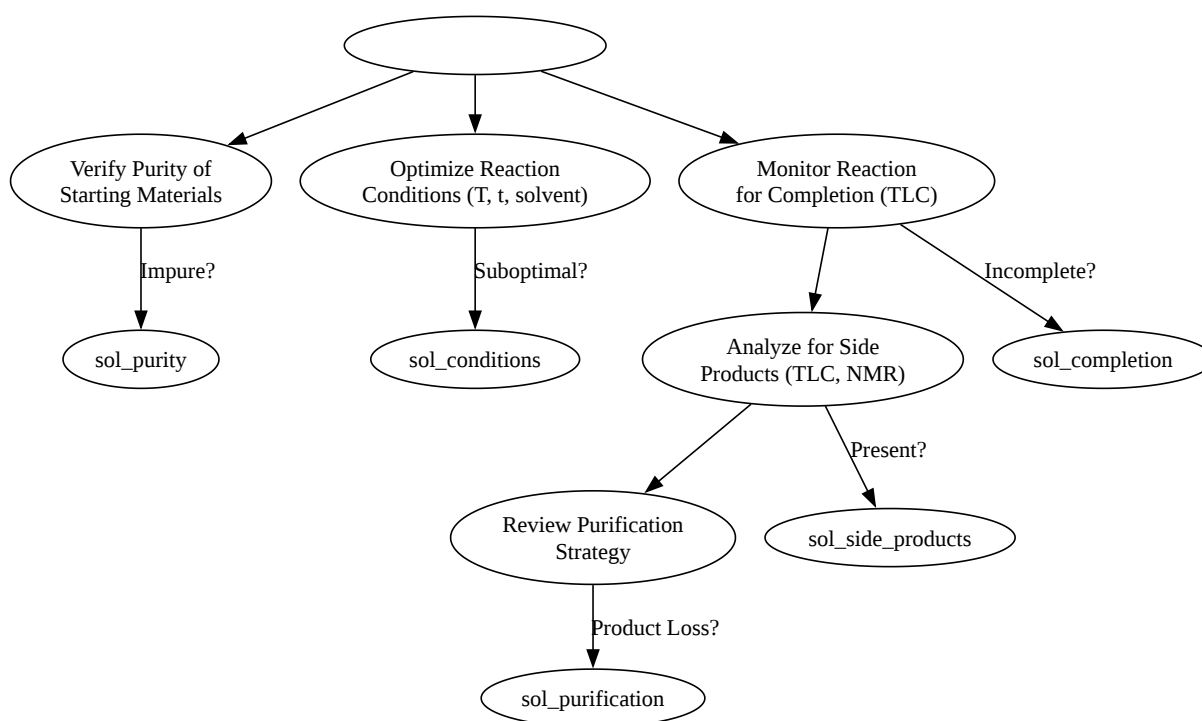 Verify Purity of
Starting Materials
Optimize Reaction
Conditions (T, t, solvent)
Monitor Reaction
for Completion (TLC)
Impure?
Suboptimal?
Incomplete?
sol_purity
sol_conditions
Analyze for Side
Products (TLC, NMR)
sol_completion
Present?
Review Purification
Strategy
sol_side_products
Product Loss?
sol_purification